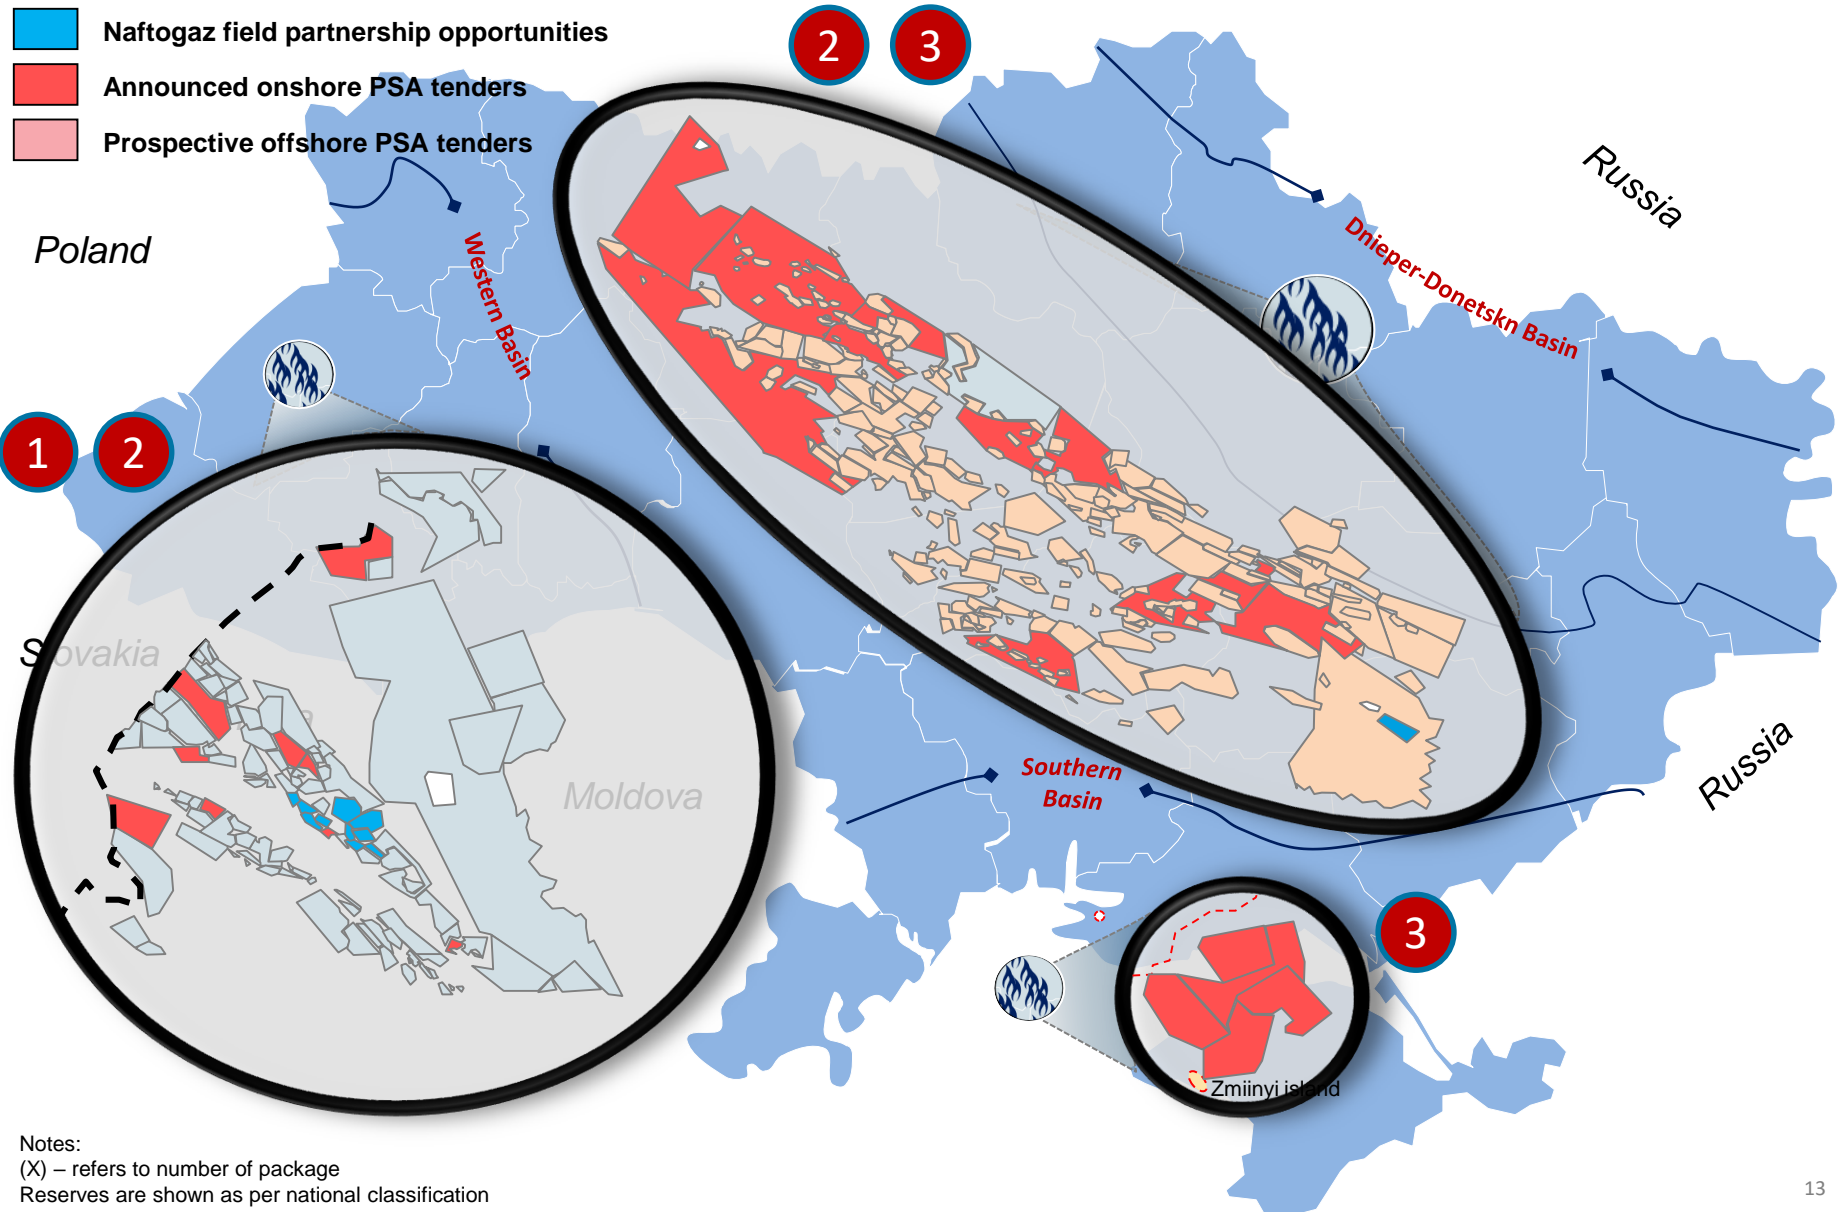 Naftogaz field partnership opportunities
Announced onshore PSA tenders
Prospective offshore PSA tenders
2
3
Russia
Poland
Western Basin
Dnieper-Donetskn Basin
1
2
Slovakia
Moldova
Russia
Southern
Basin
3
Zmiinyi island
Notes:
(X) – refers to number of package
Reserves are shown as per national classification
13